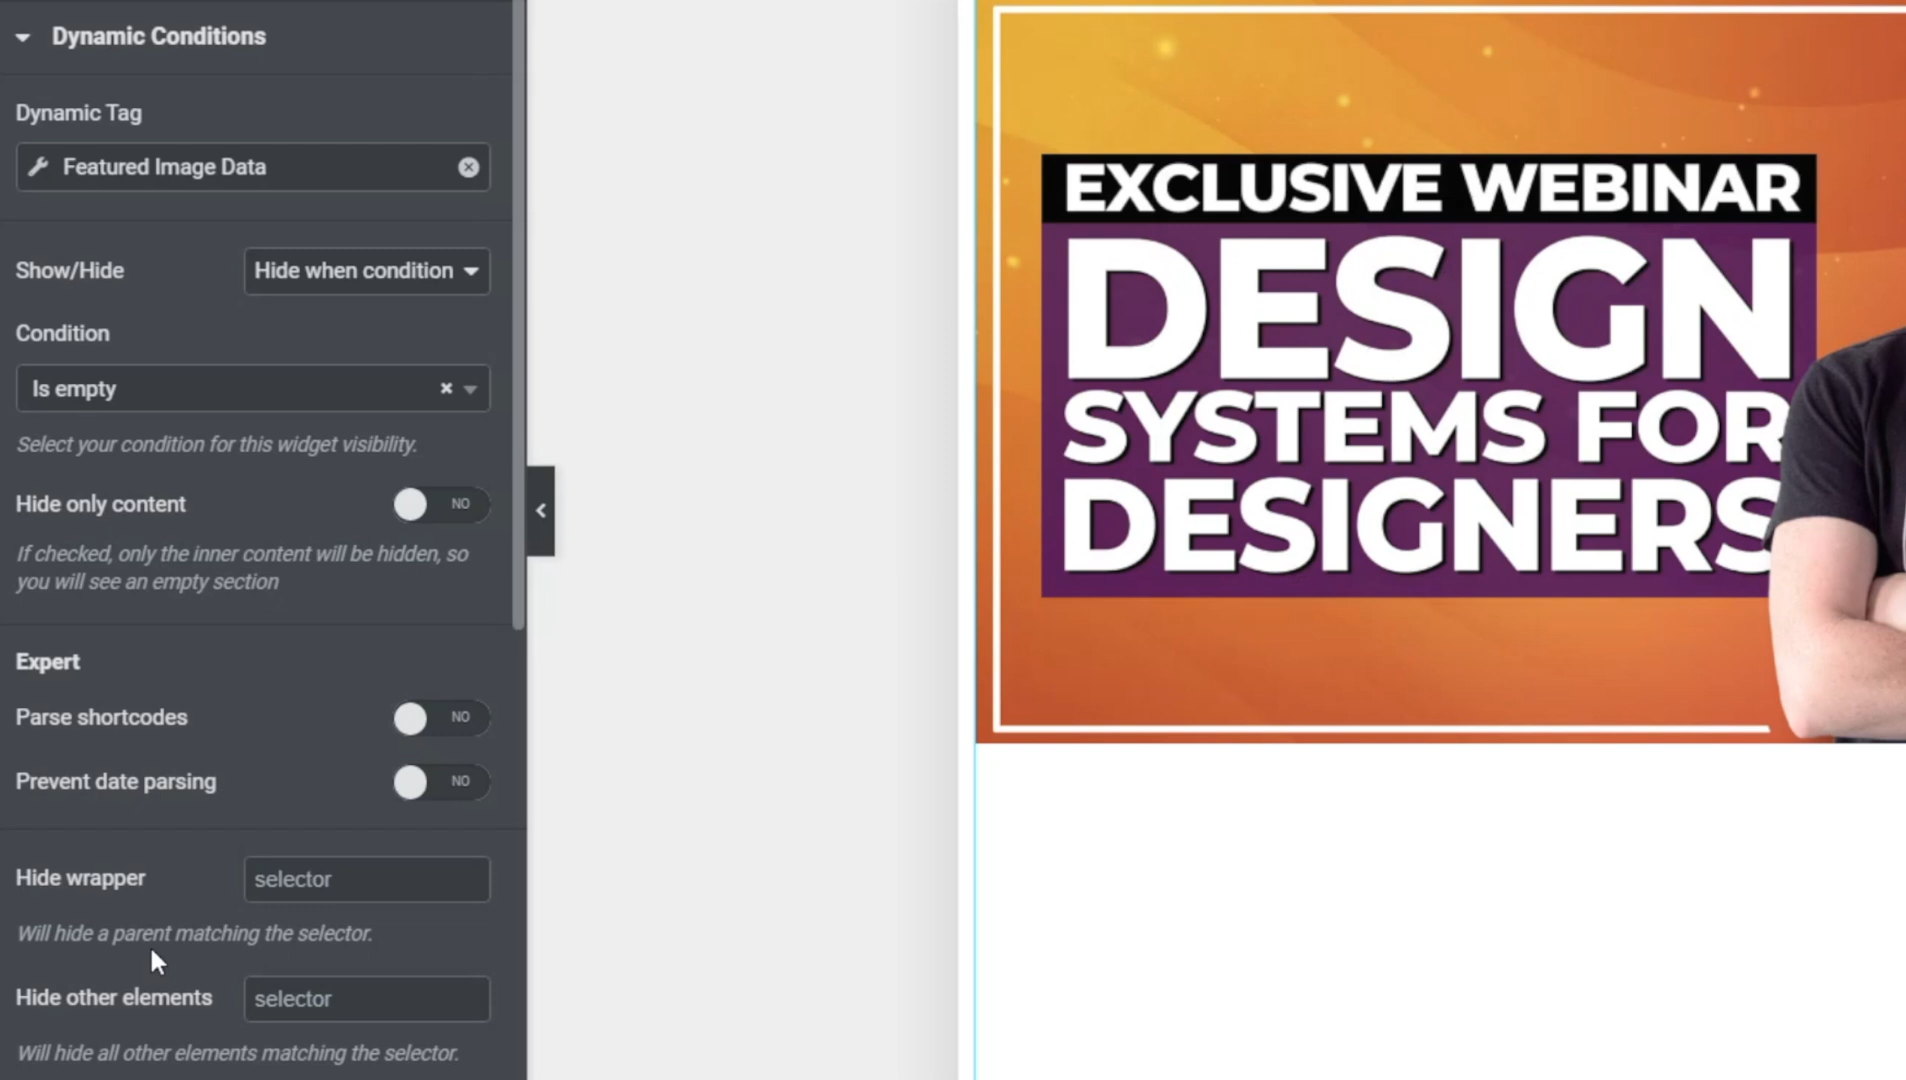 Dynamic Conditions
Dynamic Tag
Featured Image Data
Show/Hide
Hide when condition
Condition
Is empty
Select your condition for this widget visibility.
Hide only content
NO
If checked, only the inner content will be hidden, so
you will see an empty section
Expert
Parse shortcodes
NO
Prevent date parsing
NO
Hide wrapper
selector
Will hide a parent matching the selector.
Hide other elements
selector
Will hide all other elements matching the selector.
EXCLUSIVE WEBINAR
DESIGN
SYSTEMS FOR
DESIGNERS